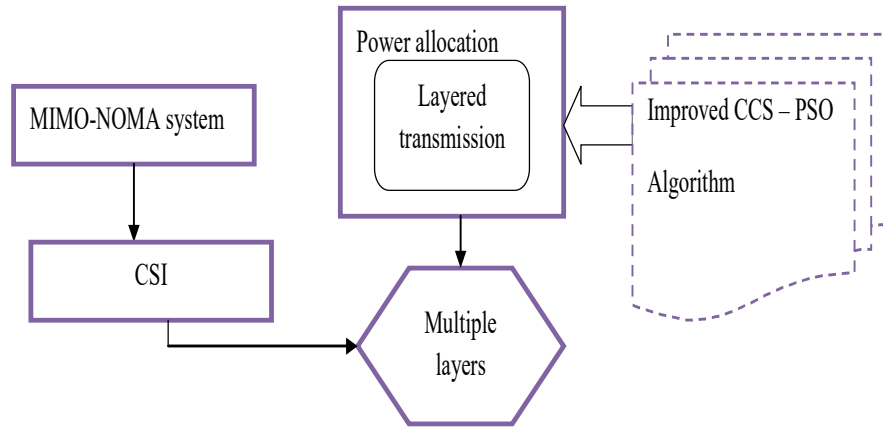 Power allocation
Layered
transmission
MIMO-NOMA system
Improved CCS – PSO
Algorithm
CSI
Multiple
layers